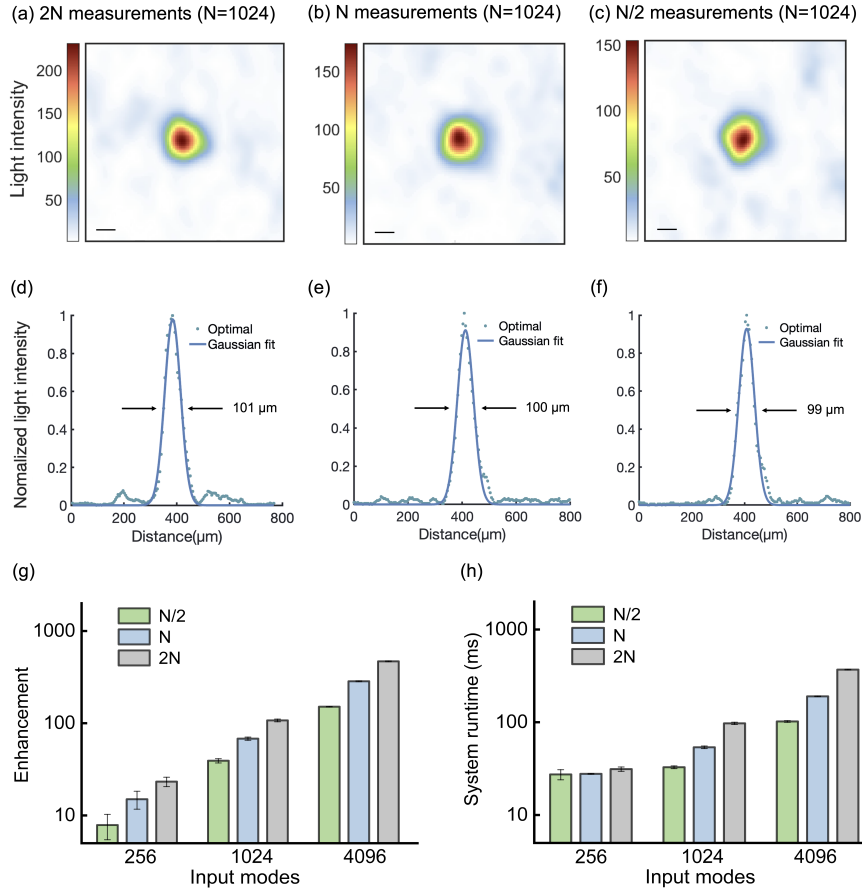 (a) 2N measurements (N=1024)
(b) N measurements (N=1024)
(c) N/2 measurements (N=1024)
Light intensity
200
150
100
50
150
100
50
150
100
50
(d)
(e)
(f)
Nomalized light intensity
1
0.8
0.6
0.4
0.2
0
0
200
400
600
800
Distance(μm)
Optimal
Gaussian fit
101 μm
1
0.8
0.6
0.4
0.2
0
0
200
400
600
800
Distance(μm)
Optimal
Gaussian fit
100 μm
1
0.8
0.6
0.4
0.2
0
0
200
400
600
800
Distance(μm)
Optimal
Gaussian fit
99 μm
(g)
Enhancement
1000
100
10
N/2
N
2N
256
1024
4096
Input modes
(h)
System runtime (ms)
1000
100
10
N/2
N
2N
256
1024
4096
Input modes